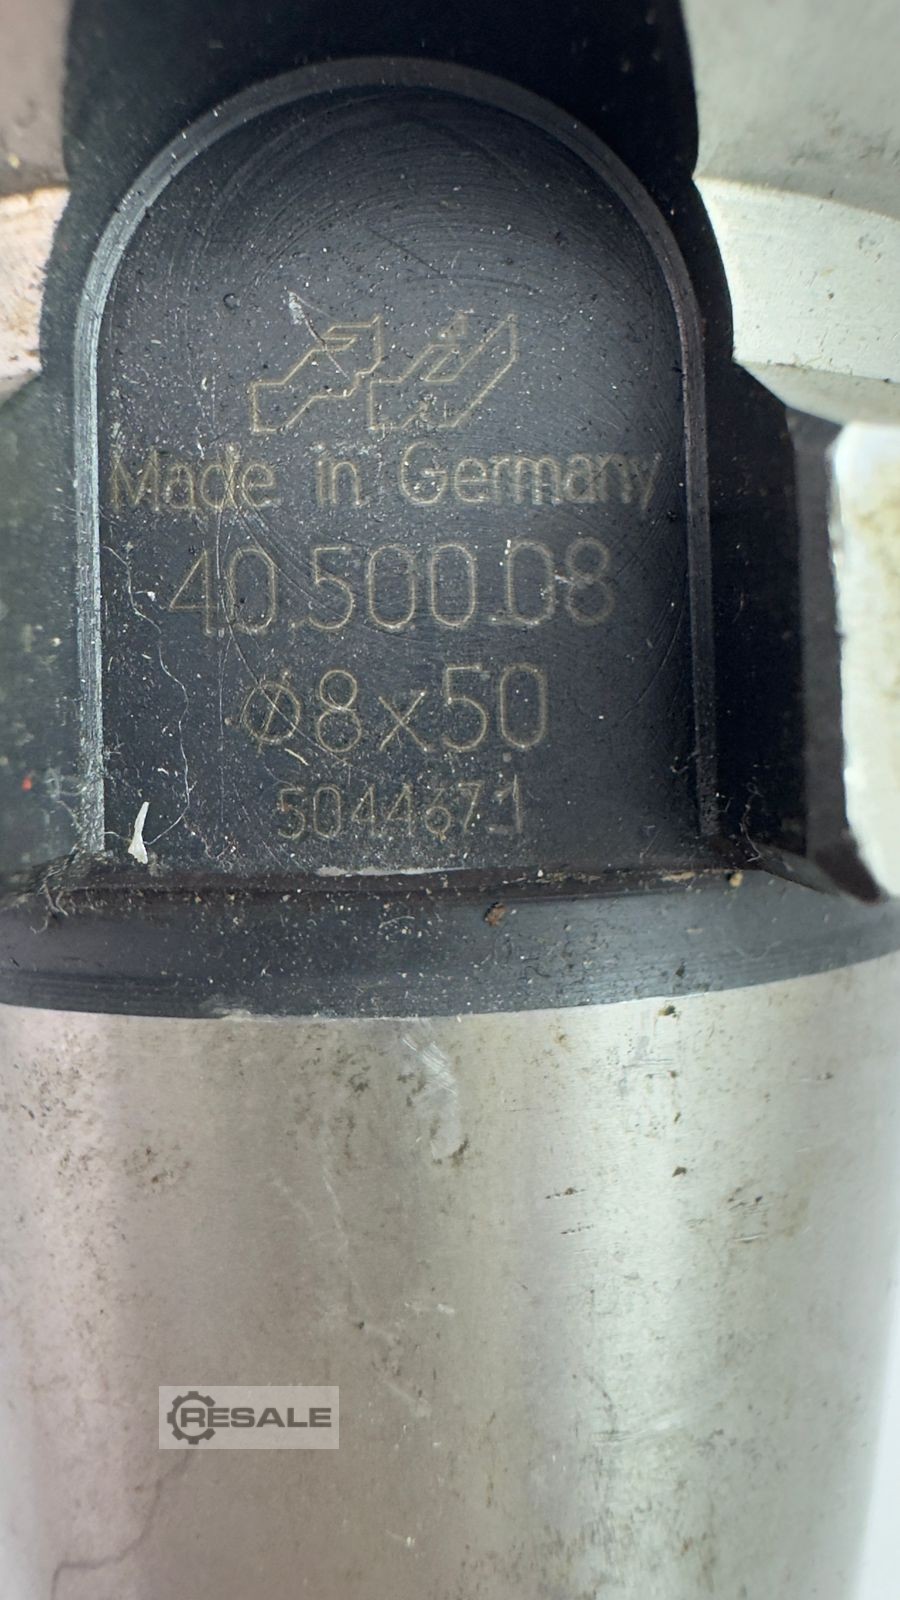 Made in Germany
40.500.08
ø8x50
5044671
RESALE